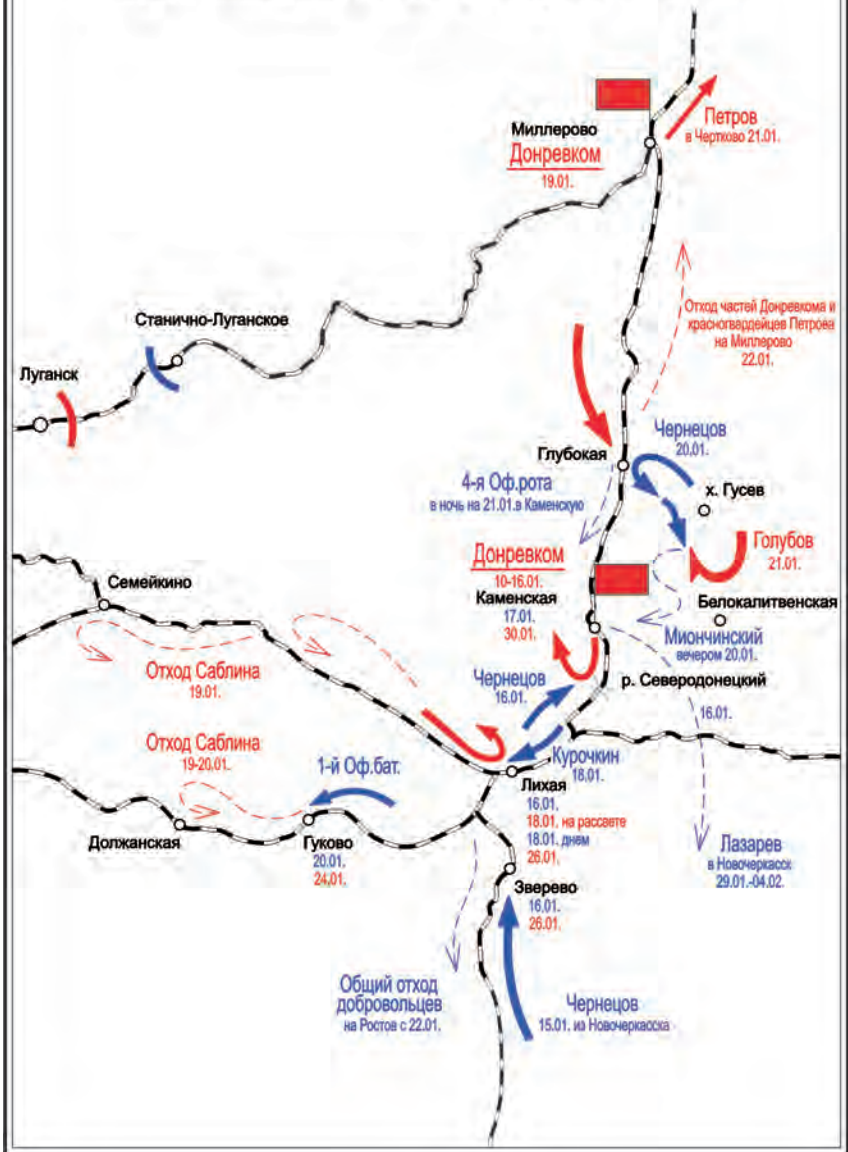 Петров
в Чертково 21.01.
Миллерово
Донревком
19.01.
Станично-Луганское
Отход частей Донревкома и
красногвардейцев Петрова
на Миллерово
22.01.
Луганск
Чернецов
20.01.
Глубокая
4-я Оф.рота
в ночь на 21.01.в Каменскую
х. Гусев
Голубов
21.01.
Донревком
10-16.01.
Каменская
17.01.
30.01.
Семейкино
Белокалитвенская
Миончинский
вечером 20.01.
Отход Саблина
19.01.
Чернецов
16.01.
р. Северодонецкий
16.01.
Отход Саблина
19-20.01.
1-й Оф.бат.
Курочкин
18.01.
Лихая
16.01.
18.01. на рассвете
18.01. днем
26.01.
Должанская
Гуково
20.01.
24.01.
Лазарев
в Новочеркасск
29.01.-04.02.
Зверево
16.01.
26.01.
Общий отход
добровольцев
на Ростов с 22.01.
Чернецов
15.01. из Новочеркасска